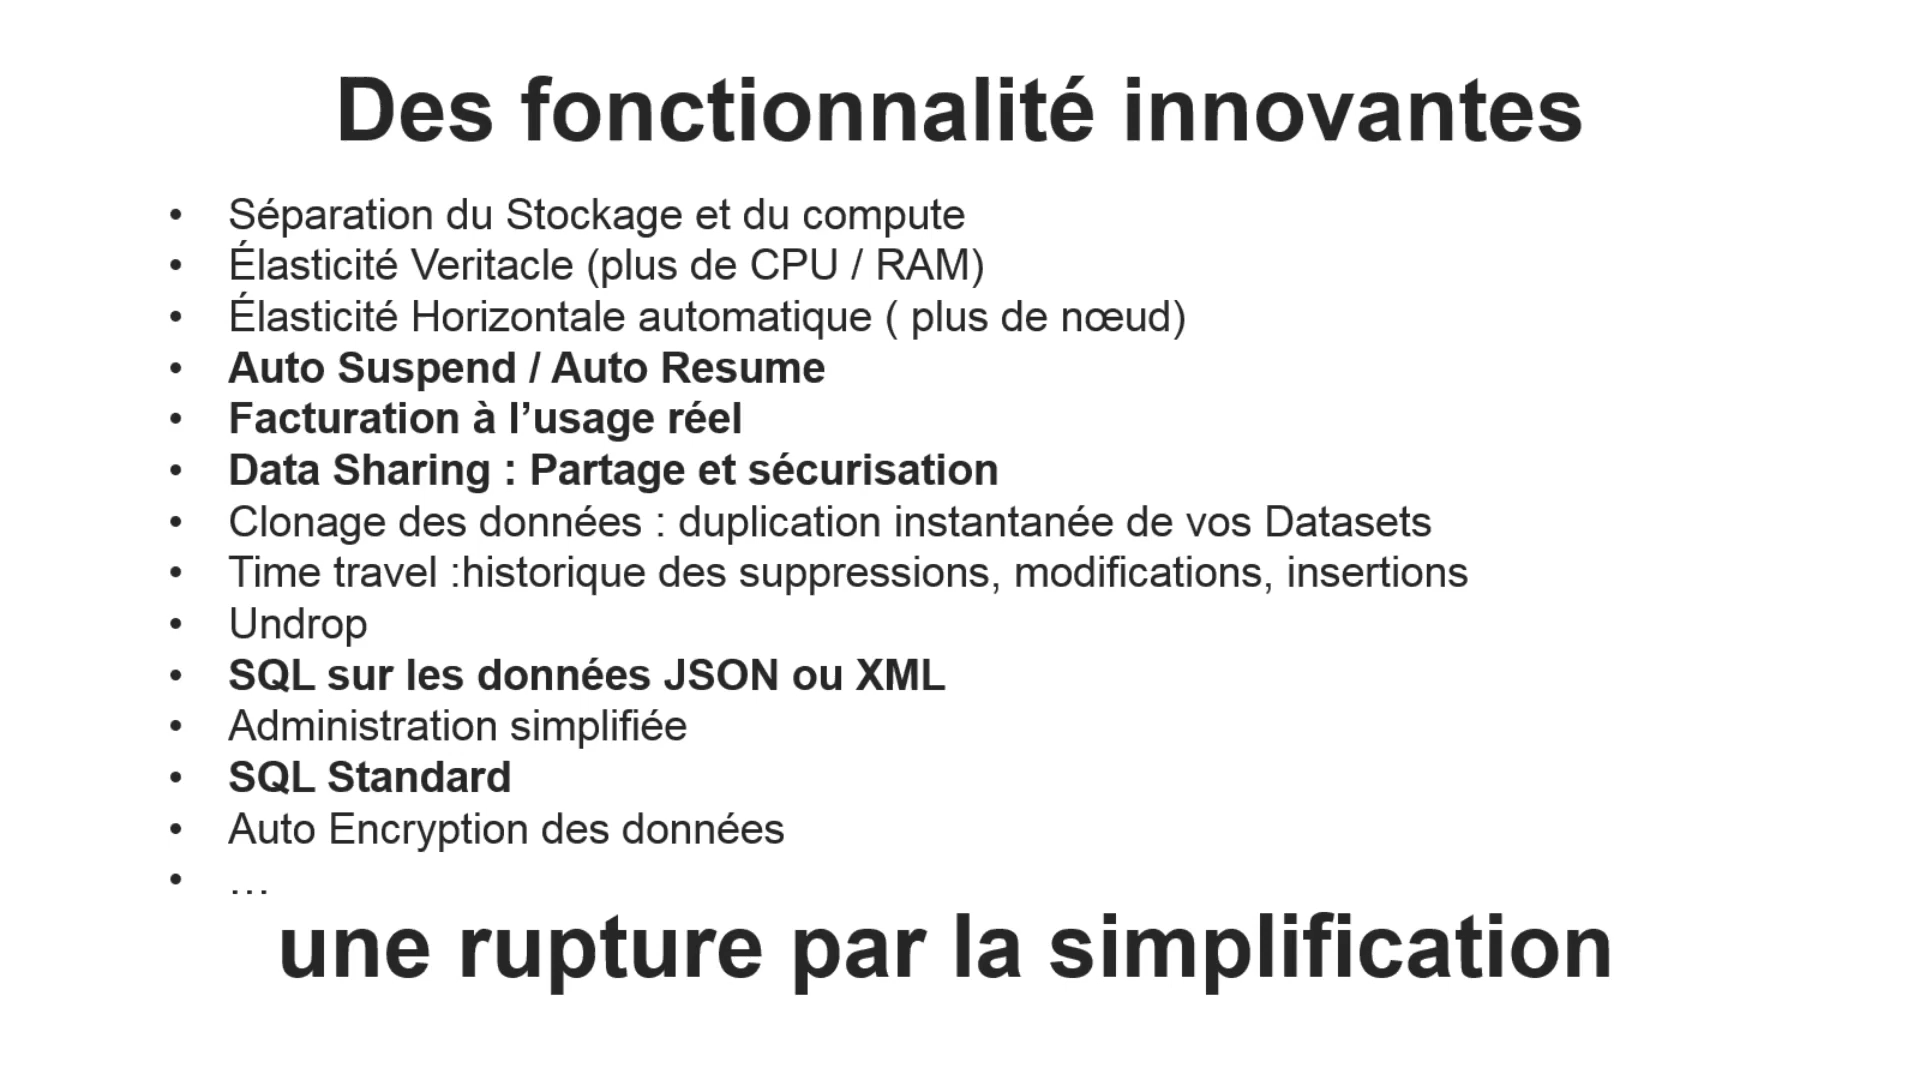 Des fonctionnalité innovantes
• Séparation du Stockage et du compute
• Élasticité Veritacle (plus de CPU / RAM)
• Élasticité Horizontale automatique ( plus de nœud)
• Auto Suspend / Auto Resume
• Facturation à l’usage réel
• Data Sharing : Partage et sécurisation
• Clonage des données : duplication instantanée de vos Datasets
• Time travel :historique des suppressions, modifications, insertions
• Undrop
• SQL sur les données JSON ou XML
• Administration simplifiée
• SQL Standard
• Auto Encryption des données
• …
une rupture par la simplification